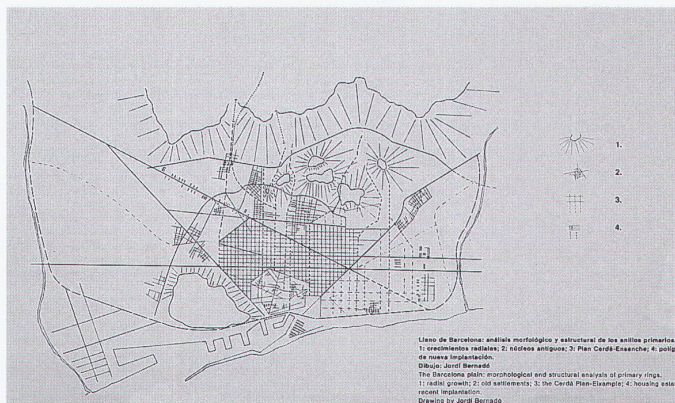 1.
2.
3.
4.
Llano de Barcelona: análisis morfológico y estructural de los anillos primarios.
1: crecimientos radiales; 2: núcleos antiguos; 3: Plan Cerdá-Ensanche; 4: políg
de nueva implantación.
Dibujo: Jordi Bernadó
The Barcelona plain: morphological and structural analysis of primary rings.
1: radial growth; 2: old settlements; 3: the Cerdà Plan-Eixample; 4: housing estat
recent implantation.
Drawing by Jordi Bernadó